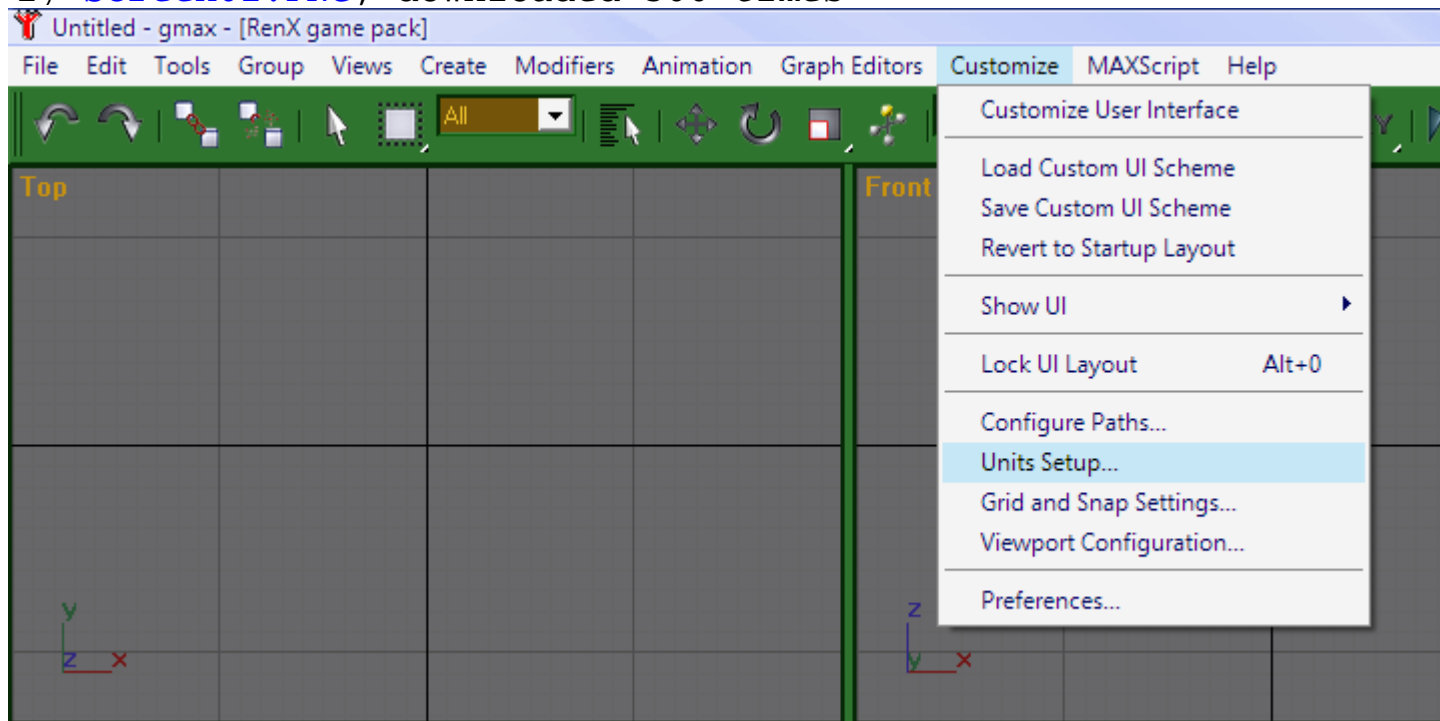 Untitled - gmax - [RenX game pack]
File Edit Tools Group Views Create Modifiers Animation Graph Editors Customize MAXScript Help
All
Customize User Interface
Load Custom UI Scheme
Save Custom UI Scheme
Revert to Startup Layout
Show UI
Lock UI Layout Alt+0
Configure Paths...
Units Setup...
Grid and Snap Settings...
Viewport Configuration...
Preferences...
Y
Top
Front
y
z x
z
y x